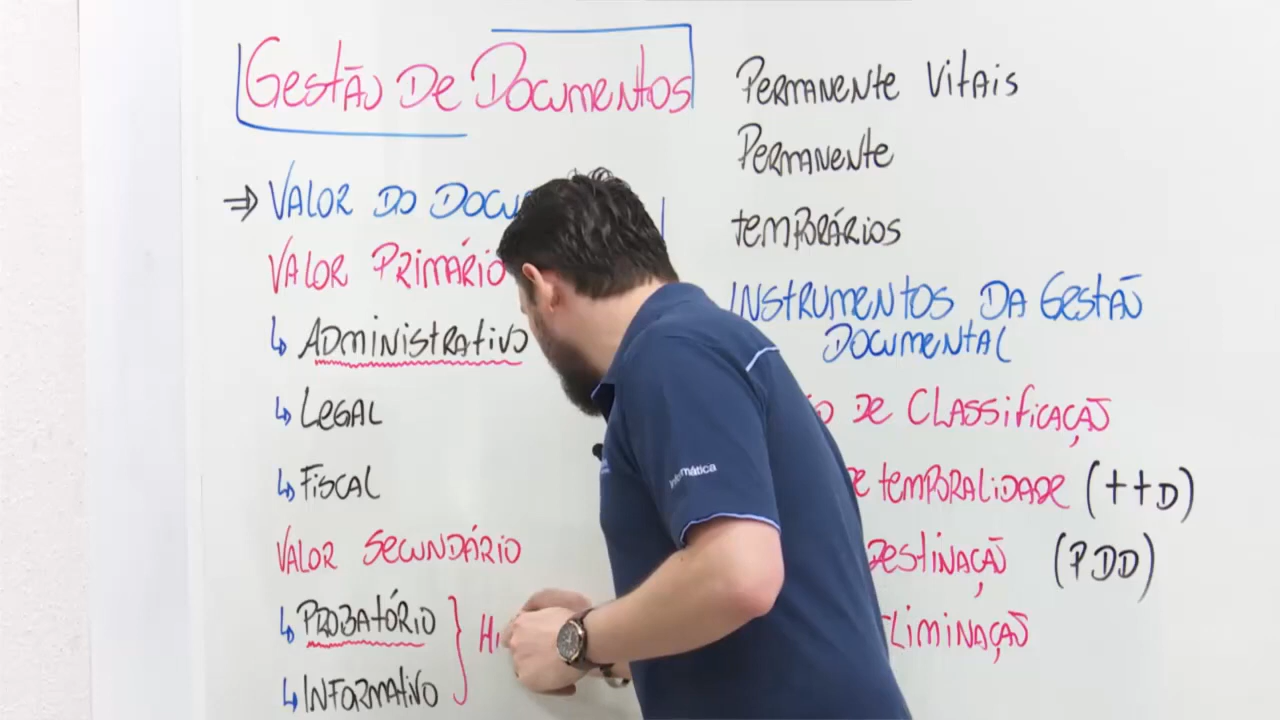 GESTÃO DE DOCUMENTOS
⇒ VALOR DO
VALOR PRIMÁRIO
↳ ADMINISTRATIVO
↳ LEGAL
↳ FISCAL
VALOR SECUNDÁRIO
↳ PROBATÓRIO
↳ INFORMATIVO
PERMANENTE VITAIS
PERMANENTE
TEMPORÁRIOS
INSTRUMENTOS DA GESTÃO
DOCUMENTAL
DE CLASSIFICAÇÃO
DE TEMPORALIDADE (TTD)
DESTINAÇÃO (PDD)
ELIMINAÇÃO
Informática